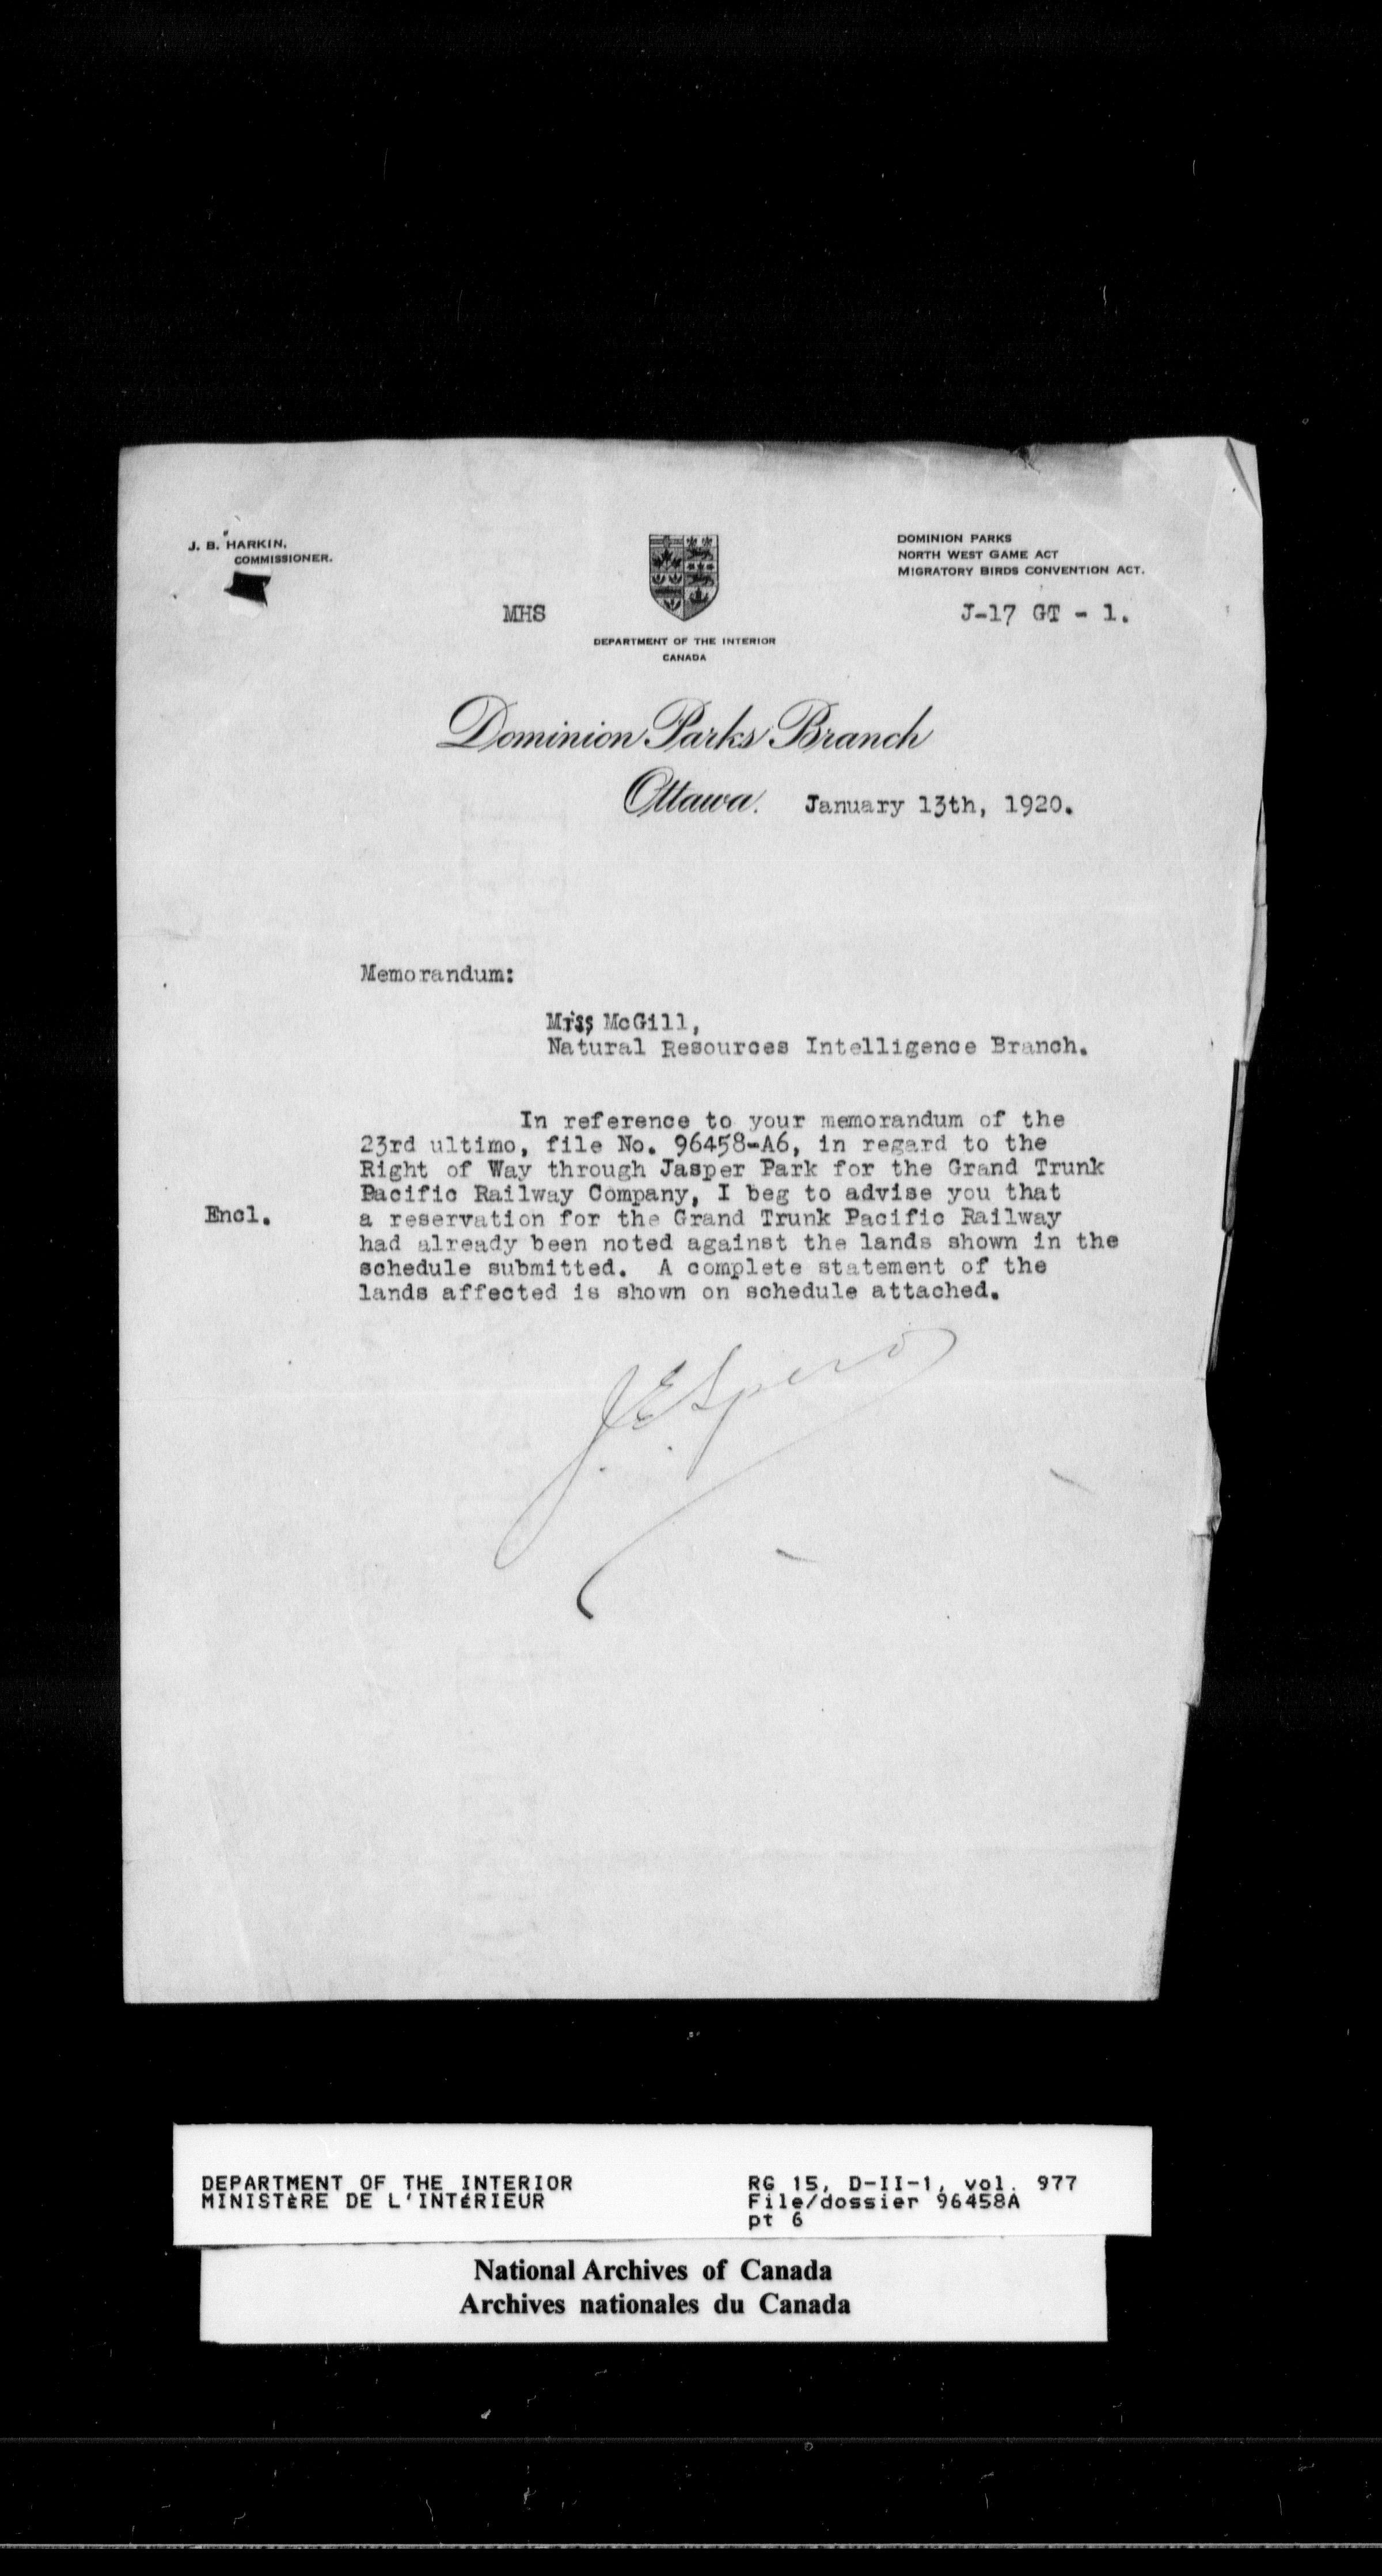 J. B. HARKIN,
COMMISSIONER.
DOMINION PARKS
NORTH WEST GAME ACT
MIGRATORY BIRDS CONVENTION ACT.
MHS
J-17 GT - 1.
DEPARTMENT OF THE INTERIOR
CANADA
Dominion Parks Branch
Ottawa. January 13th, 1920.
Memorandum:
Miss McGill,
Natural Resources Intelligence Branch.
In reference to your memorandum of the
23rd ultimo, file No. 96458-A6, in regard to the
Right of Way through Jasper Park for the Grand Trunk
Pacific Railway Company, I beg to advise you that
Encl. a reservation for the Grand Trunk Pacific Railway
had already been noted against the lands shown in the
schedule submitted. A complete statement of the
lands affected is shown on schedule attached.
J. E. Spero
DEPARTMENT OF THE INTERIOR
MINISTÈRE DE L'INTÉRIEUR
RG 15, D-II-1, vol. 977
File/dossier 96458A
pt 6
National Archives of Canada
Archives nationales du Canada